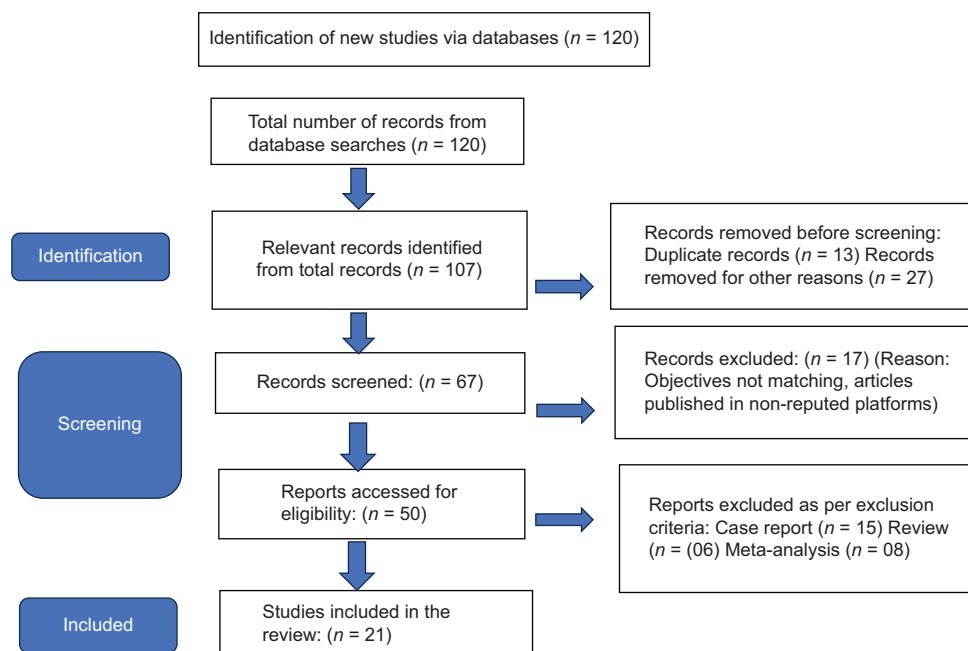 Identification of new studies via databases (n = 120)
Total number of records from
database searches (n = 120)
Identification
Relevant records identified
from total records (n = 107)
Records removed before screening:
Duplicate records (n = 13) Records
removed for other reasons (n = 27)
Screening
Records screened: (n = 67)
Records excluded: (n = 17) (Reason:
Objectives not matching, articles
published in non-reputed platforms)
Reports accessed for
eligibility: (n = 50)
Reports excluded as per exclusion
criteria: Case report (n = 15) Review
(n = (06) Meta-analysis (n = 08)
Included
Studies included in the
review: (n = 21)